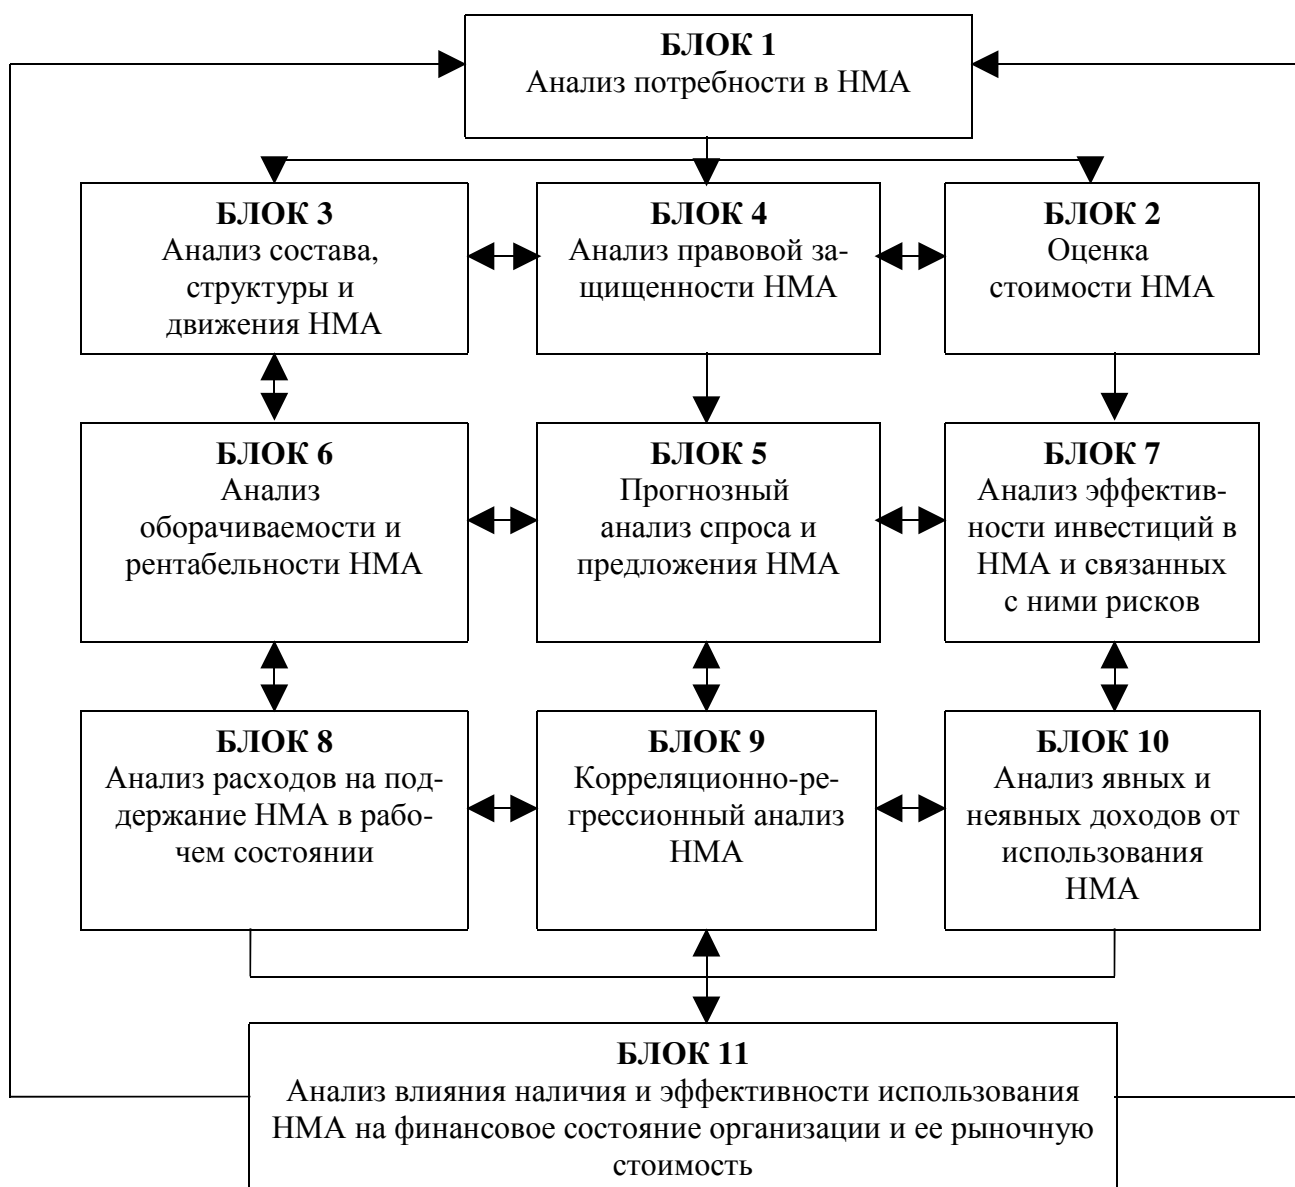 БЛОК 1
Анализ потребности в НМА
БЛОК 3
Анализ состава,
структуры и
движения НМА
БЛОК 4
Анализ правовой за-
щищенности НМА
БЛОК 2
Оценка
стоимости НМА
БЛОК 6
Анализ
оборачиваемости и
рентабельности НМА
БЛОК 5
Прогнозный
анализ спроса и
предложения НМА
БЛОК 7
Анализ эффектив-
ности инвестиций в
НМА и связанных
с ними рисков
БЛОК 8
Анализ расходов на под-
держание НМА в рабо-
чем состоянии
БЛОК 9
Корреляционно-ре-
грессионный анализ
НМА
БЛОК 10
Анализ явных и
неявных доходов от
использования
НМА
БЛОК 11
Анализ влияния наличия и эффективности использования
НМА на финансовое состояние организации и ее рыночную
стоимость